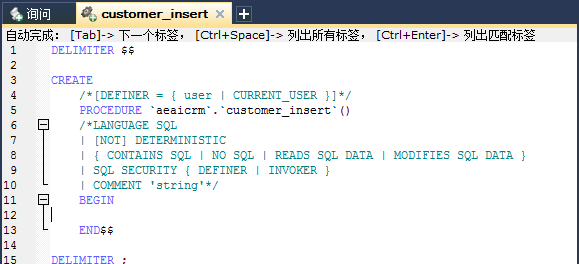 询问 customer_insert
自动完成: [Tab]-> 下一个标签, [Ctrl+Space]-> 列出所有标签, [Ctrl+Enter]-> 列出匹配标签
1 DELIMITER $$
2
3 CREATE
4 /*[DEFINER = { user | CURRENT_USER }]*/
5 PROCEDURE `aeaicrm`.`customer_insert`()
6 /*LANGUAGE SQL
7 | [NOT] DETERMINISTIC
8 | { CONTAINS SQL | NO SQL | READS SQL DATA | MODIFIES SQL DATA }
9 | SQL SECURITY { DEFINER | INVOKER }
10 | COMMENT 'string'*/
11 BEGIN
12
13 END$$
14
15 DELIMITER ;